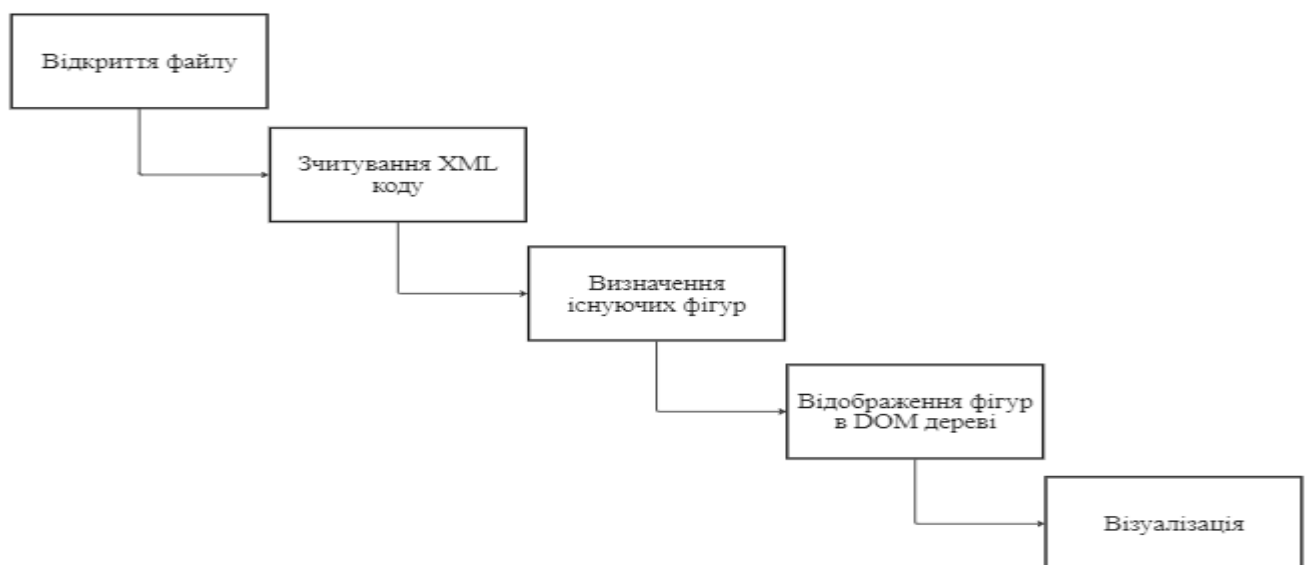 Відкриття файлу
Зчитування XML
коду
Визначення
існуючих фігур
Відображення фігур
в DOM дереві
Візуалізація